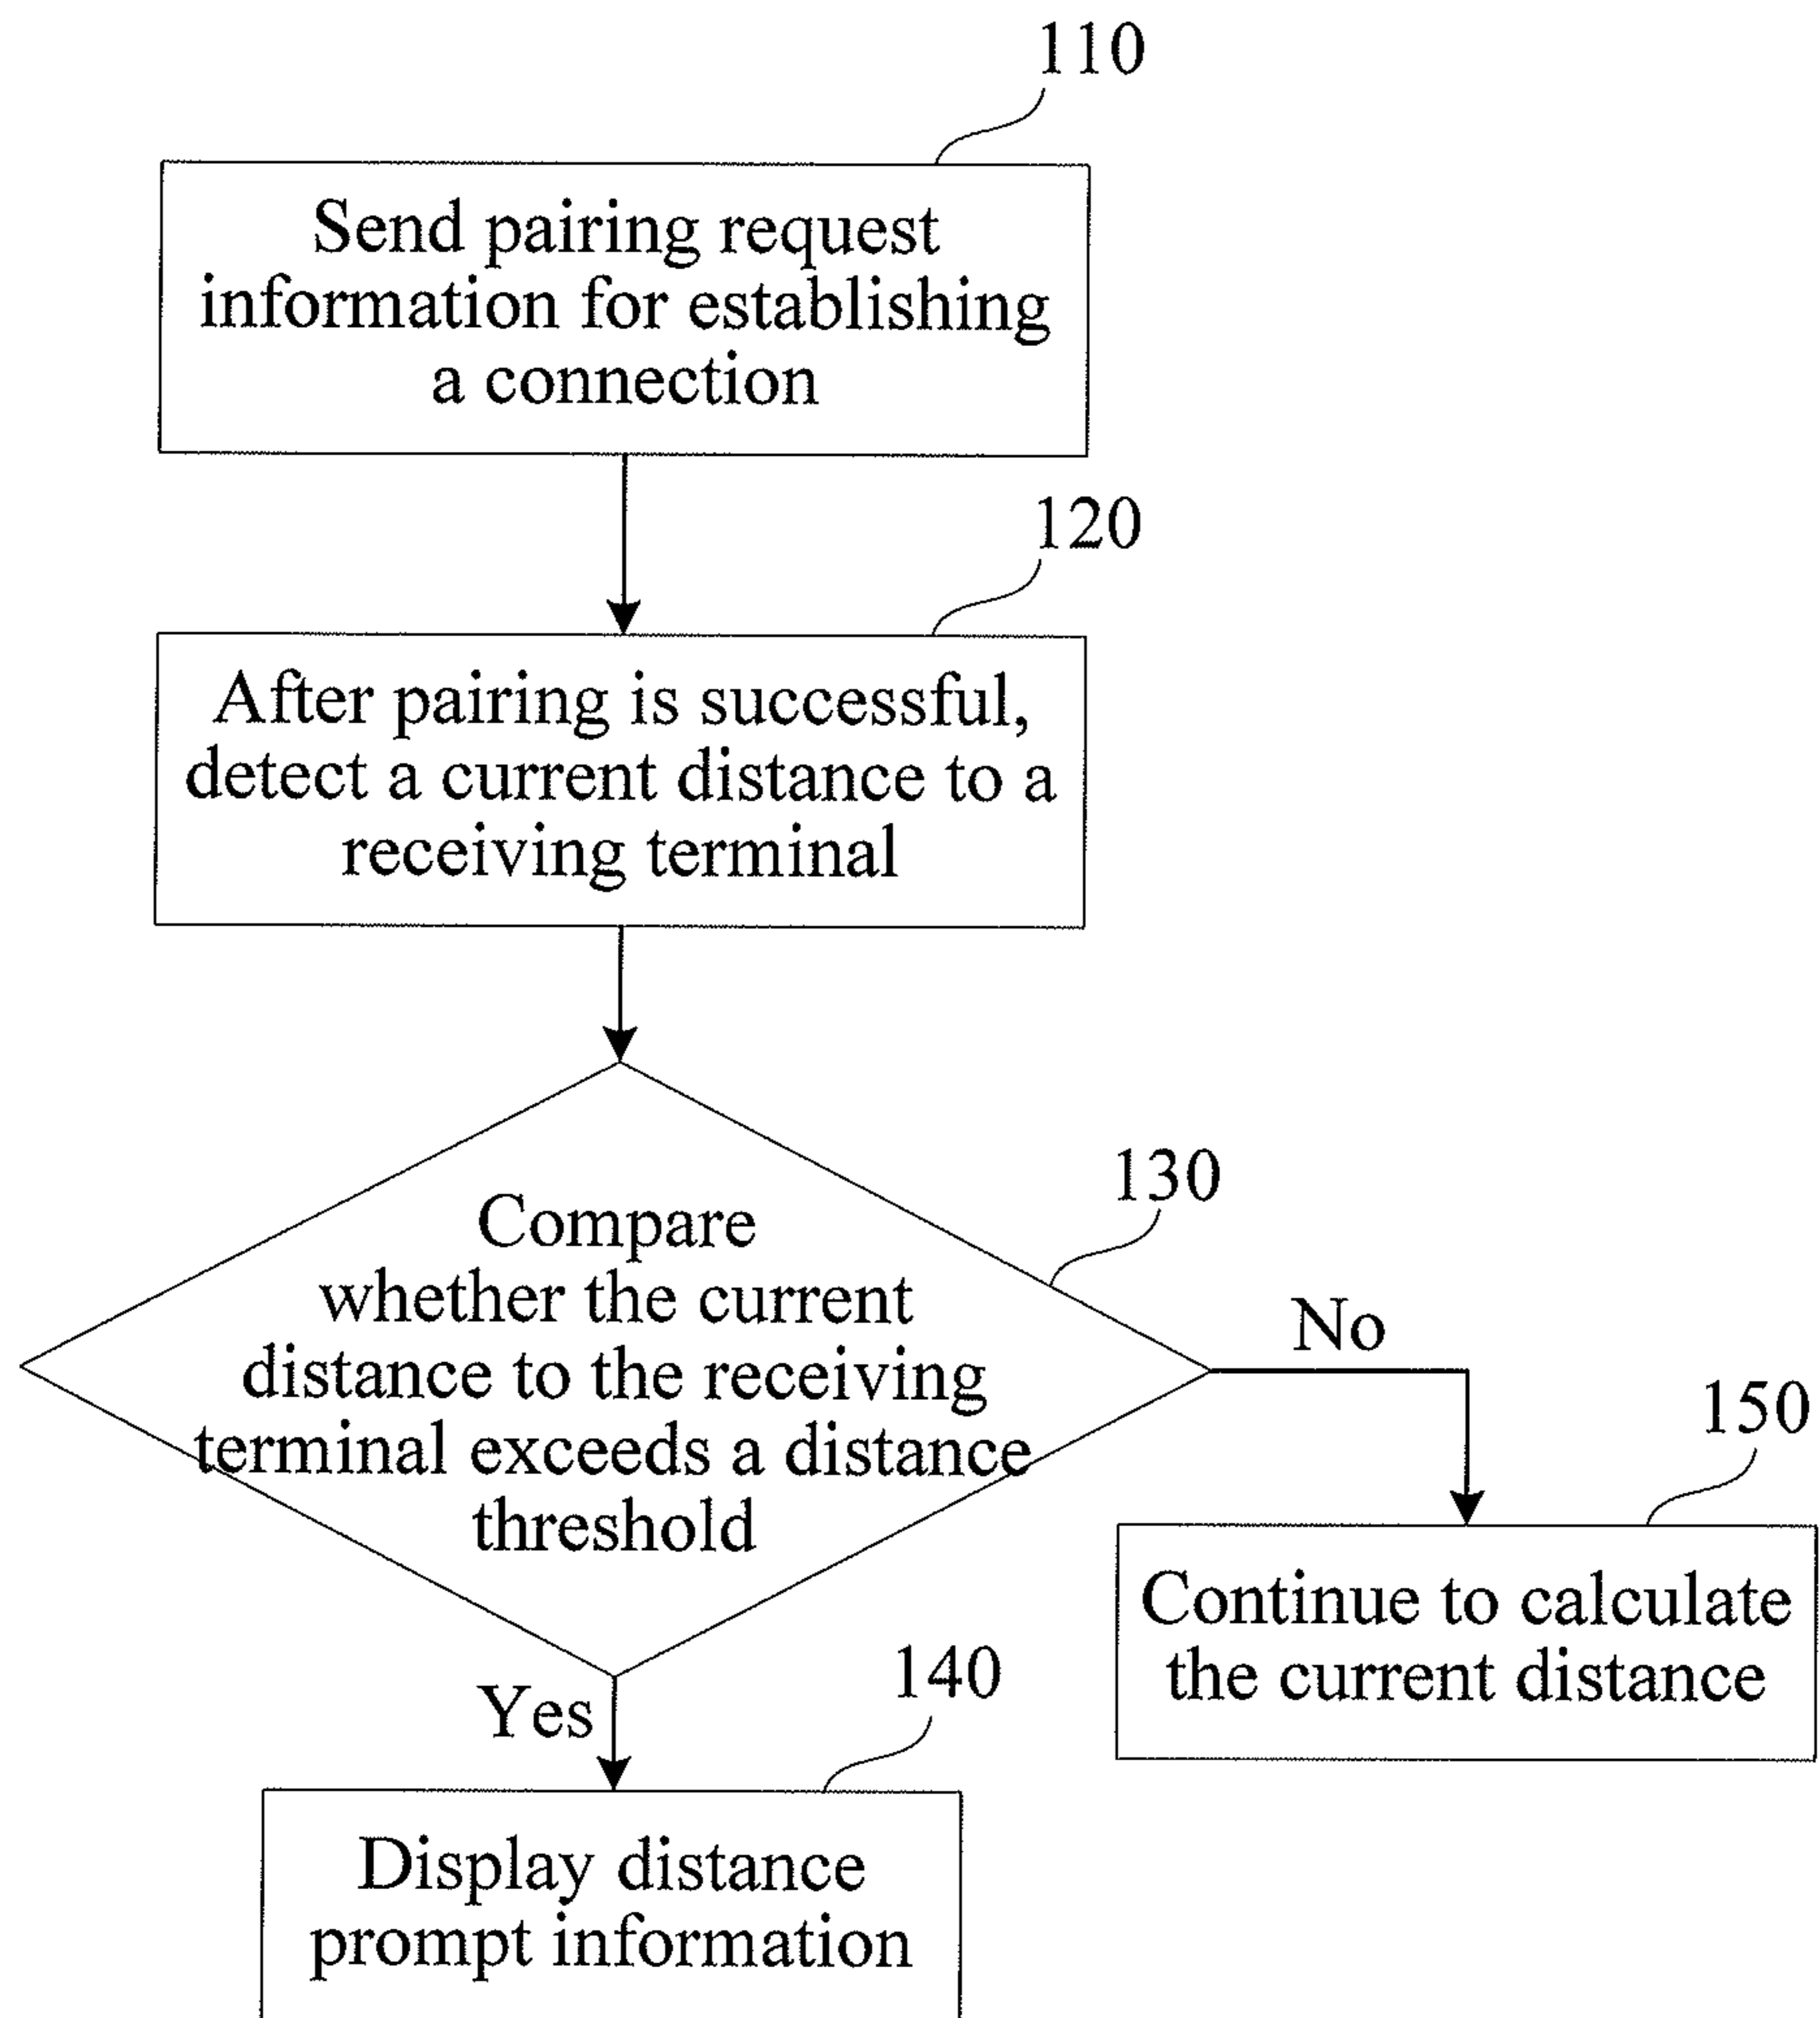 110
Send pairing request
information for establishing
a connection
120
After pairing is successful,
detect a current distance to a
receiving terminal
130
Compare
whether the current
distance to the receiving
terminal exceeds a distance
threshold
No
150
Continue to calculate
the current distance
Yes
140
Display distance
prompt information